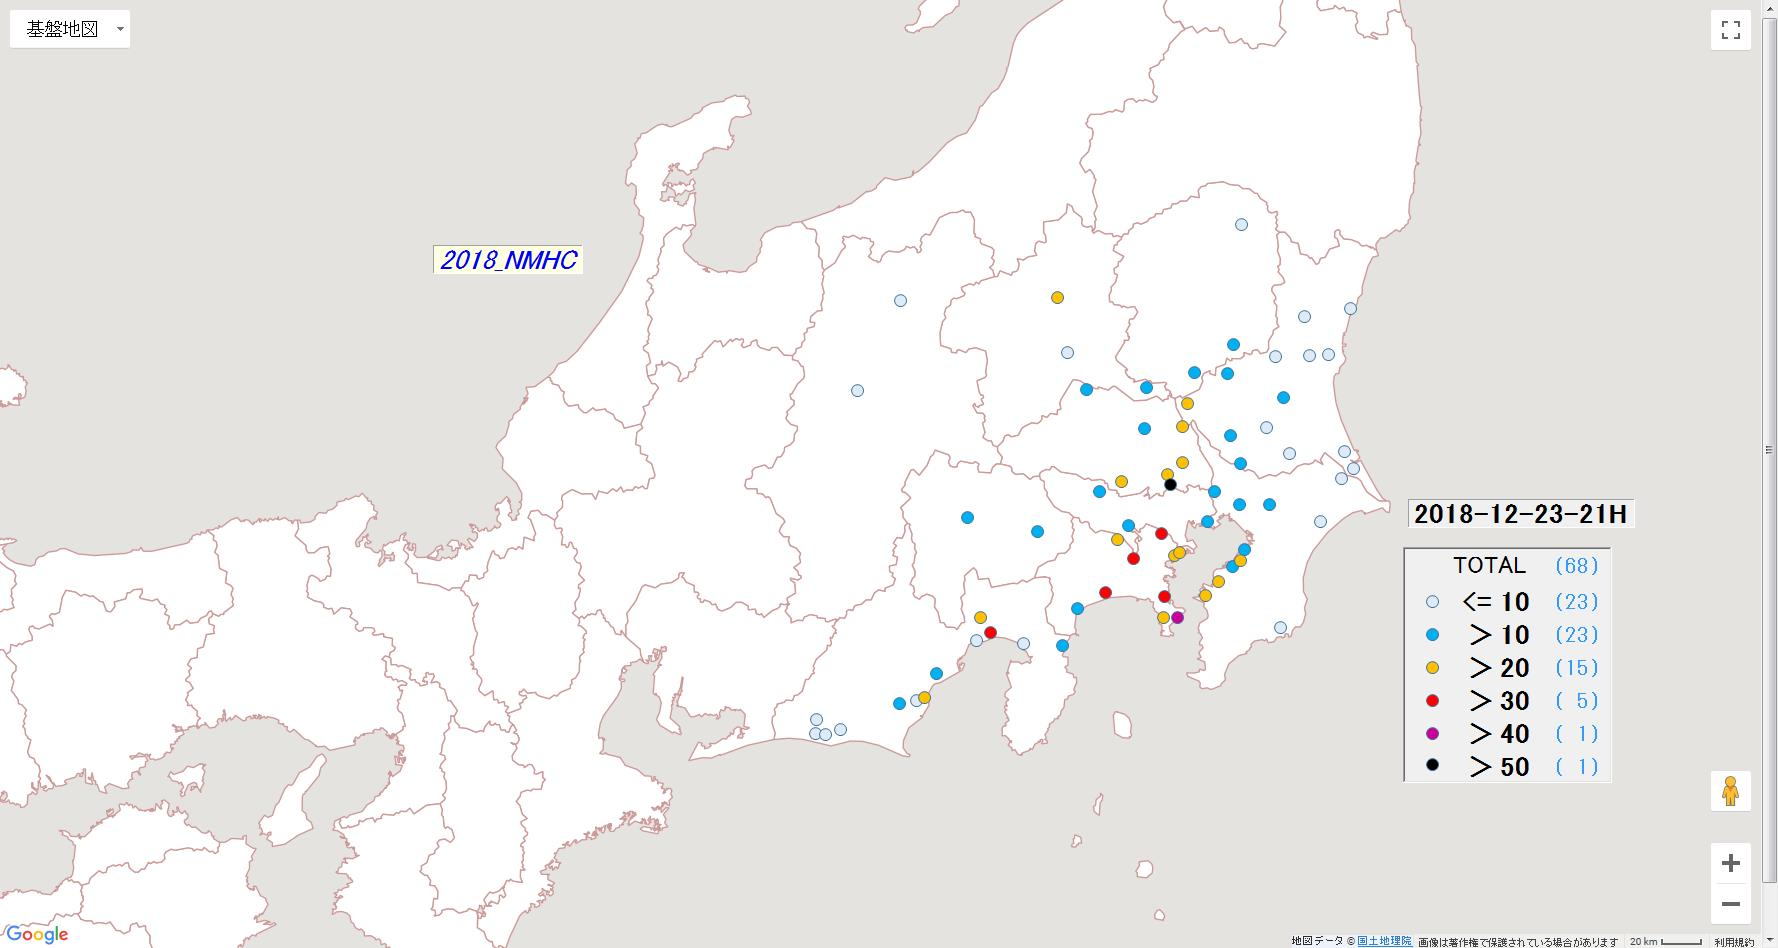 基盤地図
2018_NMHC
2018-12-23-21H
TOTAL (68)
<= 10 (23)
> 10 (23)
> 20 (15)
> 30 ( 5)
> 40 ( 1)
> 50 ( 1)
Google
地図データ © 国土地理院 画像は著作権で保護されている場合があります 20 km 利用規約